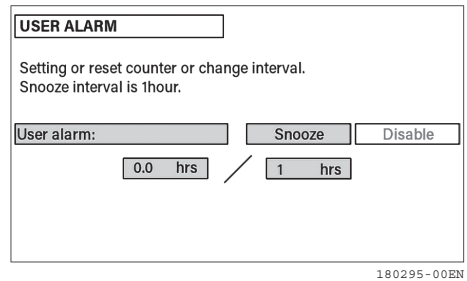 USER ALARM
Setting or reset counter or change interval.
Snooze interval is 1hour.
User alarm: Snooze Disable
0.0 hrs / 1 hrs
180295-00EN